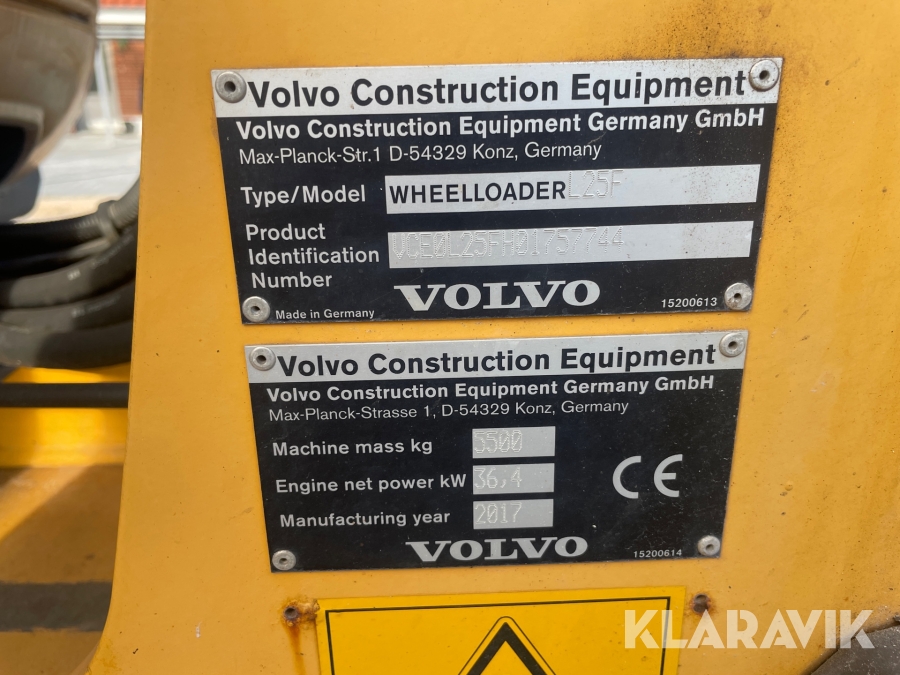 Volvo Construction Equipment
Volvo Construction Equipment Germany GmbH
Max-Planck-Str.1 D-54329 Konz, Germany
Type/Model WHEELLOADER L25F
Product
Identification VCE0L25FH01757744
Number
Made in Germany VOLVO 15200613
Volvo Construction Equipment
Volvo Construction Equipment Germany GmbH
Max-Planck-Strasse 1, D-54329 Konz, Germany
Machine mass kg 5500
Engine net power kW 36,4
Manufacturing year 2017
CE
VOLVO 15200614
KLARAVIK